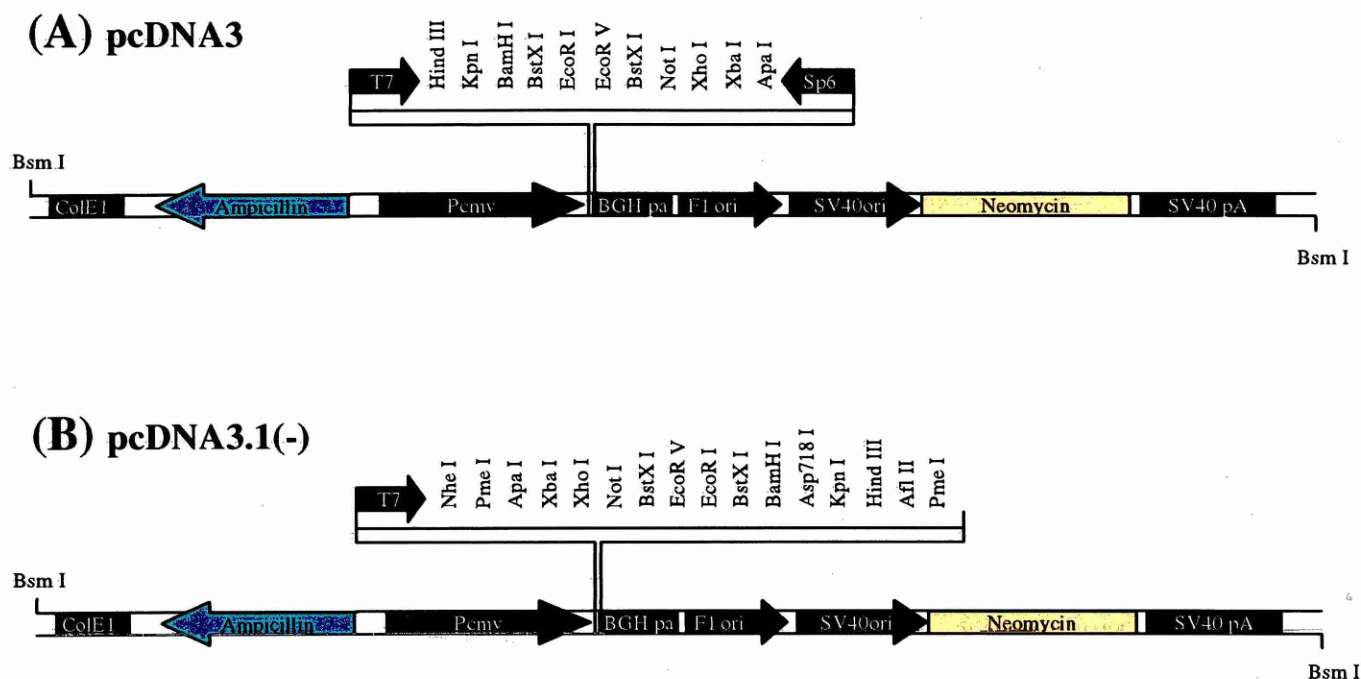 (A) pcDNA3
T7
Hind III
Kpn I
BamH I
BstX I
EcoR I
EcoR V
BstX I
Not I
Xho I
Xba I
Apa I
Sp6
Bsm I
ColE1
Ampicillin
Pcmv
BGH pa
F1 ori
SV40ori
Neomycin
SV40 pA
Bsm I
(B) pcDNA3.1(-)
T7
Nhe I
Pme I
Apa I
Xba I
Xho I
Not I
BstX I
EcoR V
EcoR I
BstX I
BamH I
Asp718 I
Kpn I
Hind III
Afl II
Pme I
Bsm I
ColE1
Ampicillin
Pcmv
BGH pa
F1 ori
SV40ori
Neomycin
SV40 pA
Bsm I